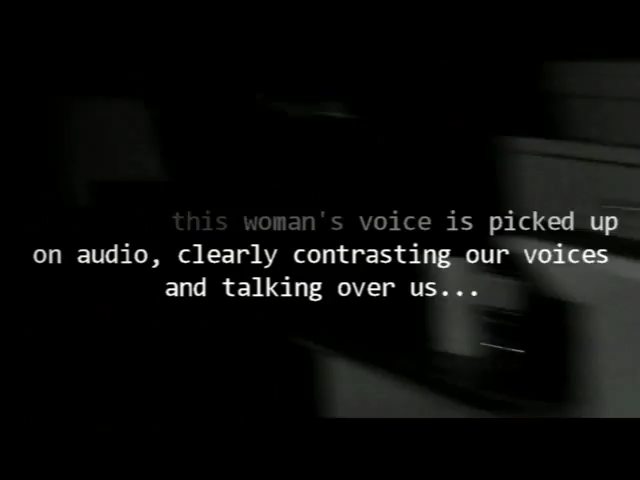 this woman's voice is picked up
on audio, clearly contrasting our voices
and talking over us...